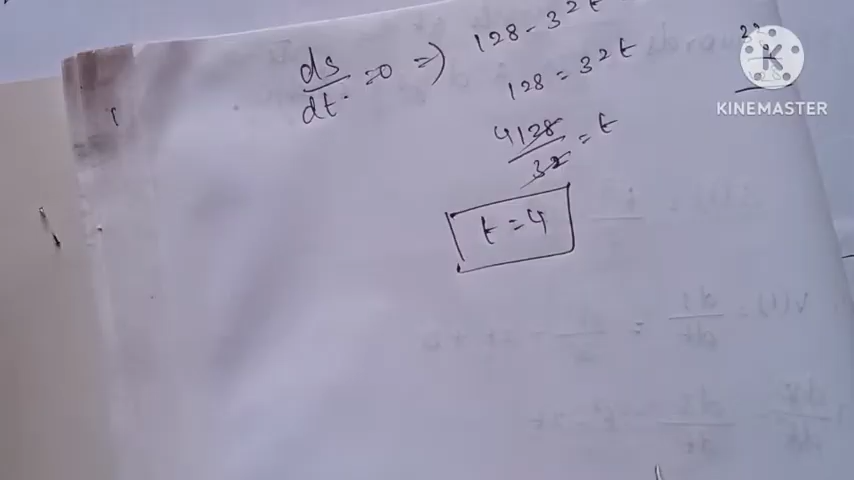 ds/dt = 0 => 128 - 32t
128 = 32t
4128/32 = t
t = 4
KINEMASTER